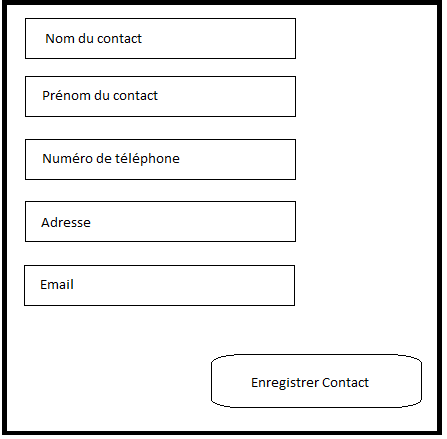 Nom du contact
Prénom du contact
Numéro de téléphone
Adresse
Email
Enregistrer Contact